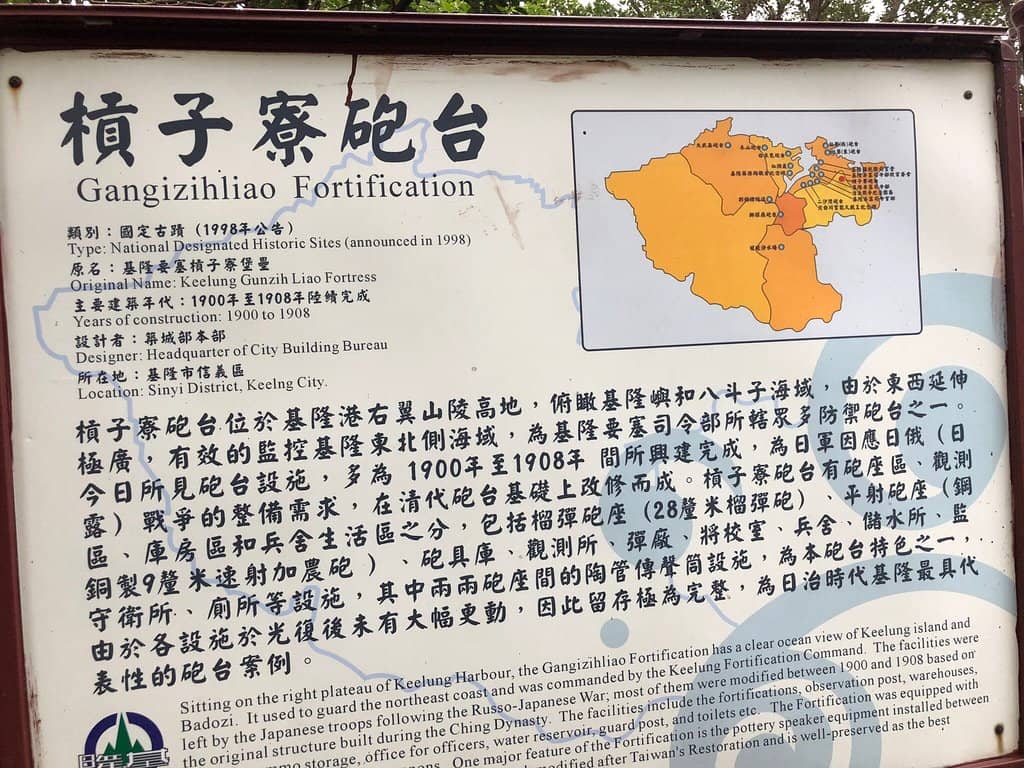 槓子寮砲台
Gangizihliao Fortification
類別：國定古蹟（1998年公告）
Type: National Designated Historic Sites (announced in 1998)
原名：基隆要塞槓子寮堡壘
Original Name: Keelung Gunzih Liao Fortress
主要建築年代：1900年至1908年陸續完成
Years of construction: 1900 to 1908
設計者：築城部本部
Designer: Headquarter of City Building Bureau
所在地：基隆市信義區
Location: Sinyi District, Keelng City.
槓子寮砲台位於基隆港右翼山陵高地，俯瞰基隆嶼和八斗子海域，由於東西延伸
極廣，有效的監控基隆東北側海域，為基隆要塞司令部所轄眾多防禦砲台之一。
今日所見砲台設施，多為 1900年至1908年 間所興建完成，為日軍因應日俄（日
露）戰爭的整備需求，在清代砲台基礎上改修而成。槓子寮砲台有砲座區、觀測
區、庫房區和兵舍生活區之分，包括榴彈砲座（28釐米榴彈砲）、平射砲座（鋼
銅製9釐米速射加農砲）、砲具庫、觀測所、彈廠、將校室、兵舍、儲水所、監
守衛所、廁所等設施，其中兩兩砲座間的陶管傳聲筒設施，為本砲台特色之一，
由於各設施於光復後未有大幅更動，因此留存極為完整，為日治時代基隆最具代
表性的砲台案例。
Sitting on the right plateau of Keelung Harbour, the Gangizihliao Fortification has a clear ocean view of Keelung island and
Badozi. It used to guard the northeast coast and was commanded by the Keelung Fortification Command. The facilities were
left by the Japanese troops following the Russo-Japanese War; most of them were modified between 1900 and 1908 based on
the original structure built during the Ching Dynasty. The facilities include the fortifications, observation post, warehouses,
storage, office for officers, water reservoir, guard post, and toilets etc. The Fortification was equipped with
One major feature of the Fortification is the pottery speaker equipment installed between
modified after Taiwan's Restoration and is well-preserved as the best